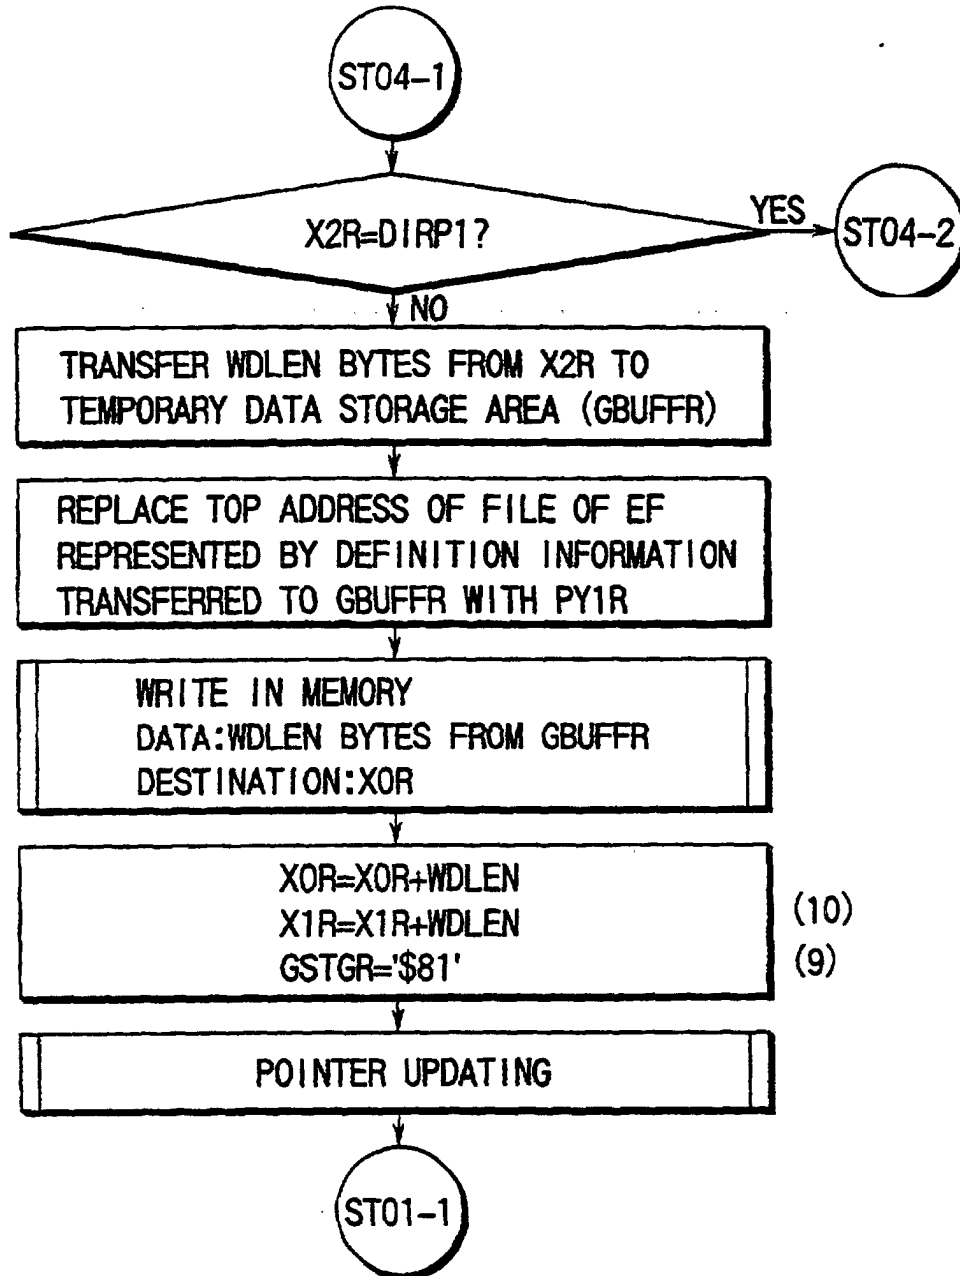 ST04-1
X2R=DIRP1?
YES
ST04-2
NO
TRANSFER WDLEN BYTES FROM X2R TO
TEMPORARY DATA STORAGE AREA (GBUFFR)
REPLACE TOP ADDRESS OF FILE OF EF
REPRESENTED BY DEFINITION INFORMATION
TRANSFERRED TO GBUFFR WITH PY1R
WRITE IN MEMORY
DATA:WDLEN BYTES FROM GBUFFR
DESTINATION:X0R
X0R=X0R+WDLEN
X1R=X1R+WDLEN
(10)
GSTGR='$81'
(9)
POINTER UPDATING
ST01-1